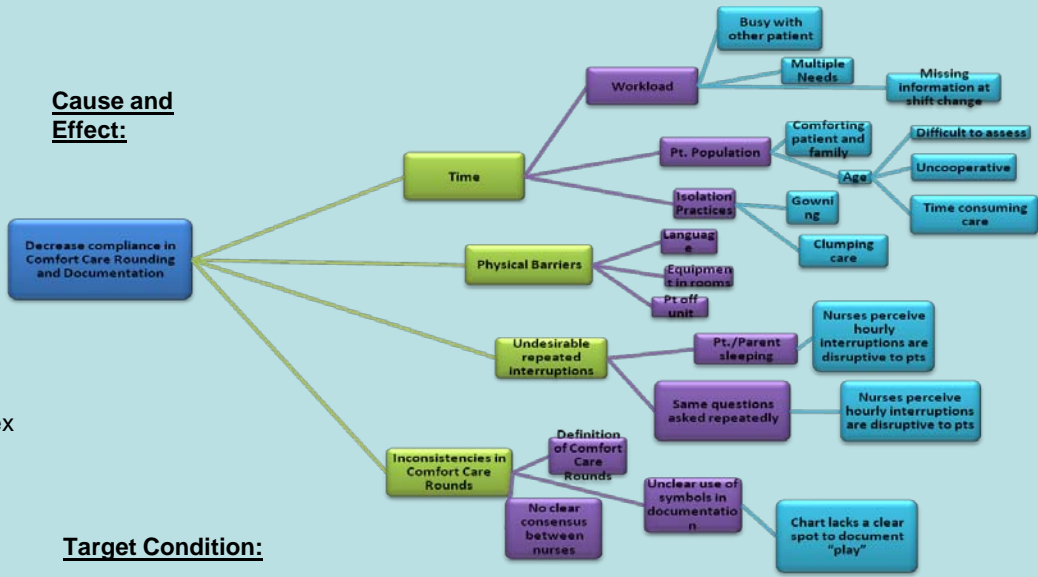 Cause and
Effect:
Decrease compliance in
Comfort Care Rounding
and Documentation
Time
Workload
Busy with
other patient
Multiple
Needs
Missing
information at
shift change
Pt. Population
Comforting
patient and
family
Age
Difficult to assess
Uncooperative
Time consuming
care
Isolation
Practices
Gowni
ng
Clumping
care
Physical Barriers
Languag
e
Equipmen
t in rooms
Pt off
unit
Undesirable
repeated
interruptions
Pt./Parent
sleeping
Nurses perceive
hourly
interruptions are
disruptive to pts
Same questions
asked repeatedly
Nurses perceive
hourly interruptions
are disruptive to pts
Inconsistencies in
Comfort Care
Rounds
Definition
of Comfort
Care
Rounds
Unclear use of
symbols in
documentatio
n
Chart lacks a clear
spot to document
“play”
No clear
consensus
between
nurses
Target Condition: